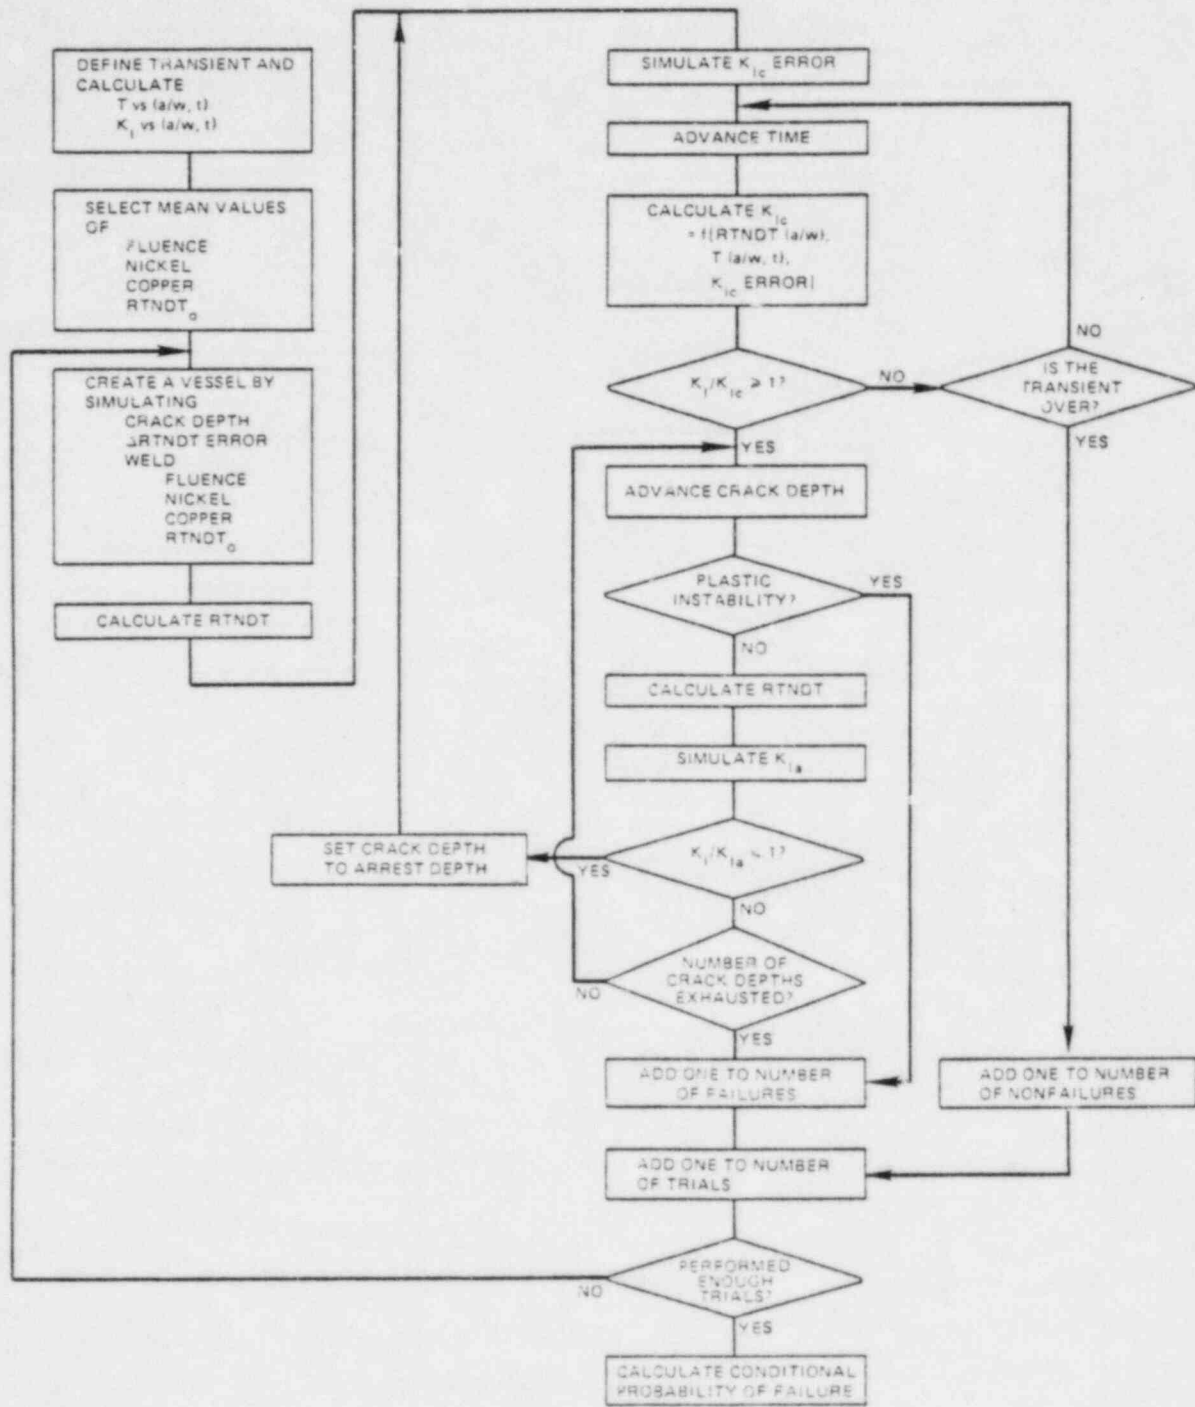 DEFINE TRANSIENT AND
CALCULATE
T vs (a/w, t)
K_I vs (a/w, t)
SELECT MEAN VALUES
OF
FLUENCE
NICKEL
COPPER
RTNDT_o
CREATE A VESSEL BY
SIMULATING
CRACK DEPTH
ΔRTNDT ERROR
WELD
FLUENCE
NICKEL
COPPER
RTNDT_o
CALCULATE RTNDT
SIMULATE K_Ic ERROR
ADVANCE TIME
CALCULATE K_Ic
= f[RTNDT (a/w),
T (a/w, t),
K_Ic ERROR]
K_I/K_Ic ≥ 1?
NO
IS THE
TRANSIENT
OVER?
NO
YES
YES
ADVANCE CRACK DEPTH
PLASTIC
INSTABILITY?
YES
NO
CALCULATE RTNDT
SIMULATE K_Ia
K_I/K_Ia 1?
YES
SET CRACK DEPTH
TO ARREST DEPTH
NO
NUMBER OF
CRACK DEPTHS
EXHAUSTED?
NO
YES
ADD ONE TO NUMBER
OF FAILURES
ADD ONE TO NUMBER
OF NONFAILURES
ADD ONE TO NUMBER
OF TRIALS
PERFORMED
ENOUGH
TRIALS?
NO
YES
CALCULATE CONDITIONAL
PROBABILITY OF FAILURE